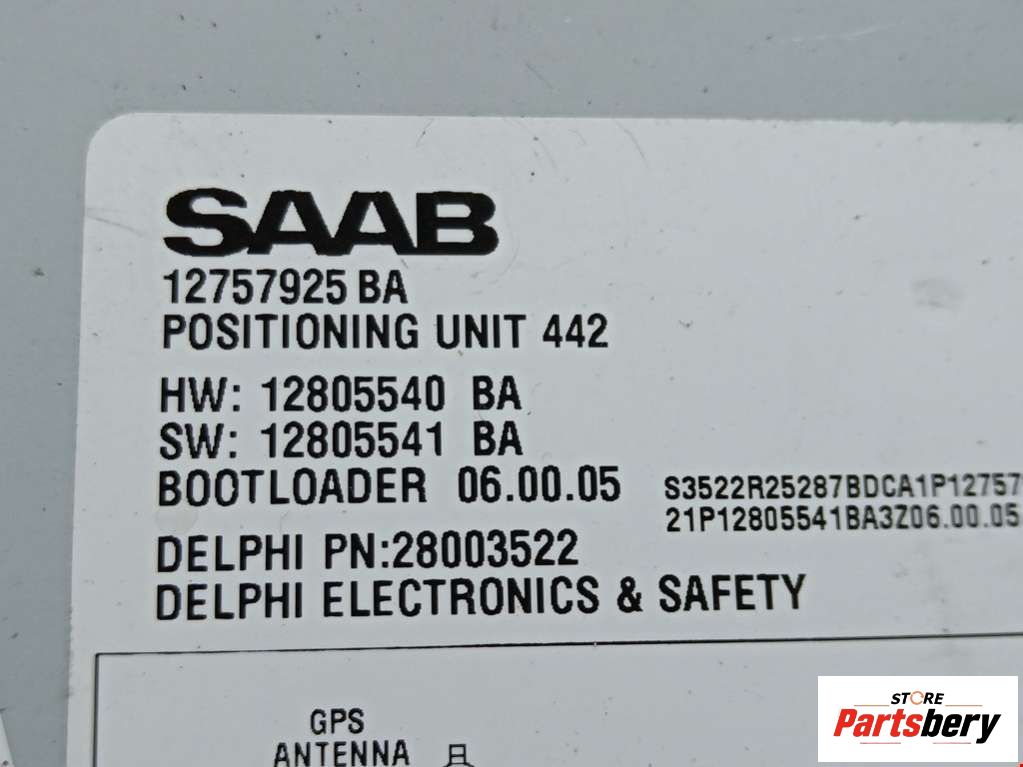 SAAB
12757925 BA
POSITIONING UNIT 442
HW: 12805540 BA
SW: 12805541 BA
BOOTLOADER 06.00.05
S3522R25287BDCA1P12757
21P12805541BA3Z06.00.05
DELPHI PN:28003522
DELPHI ELECTRONICS & SAFETY
GPS
ANTENNA
STORE
Partsbery